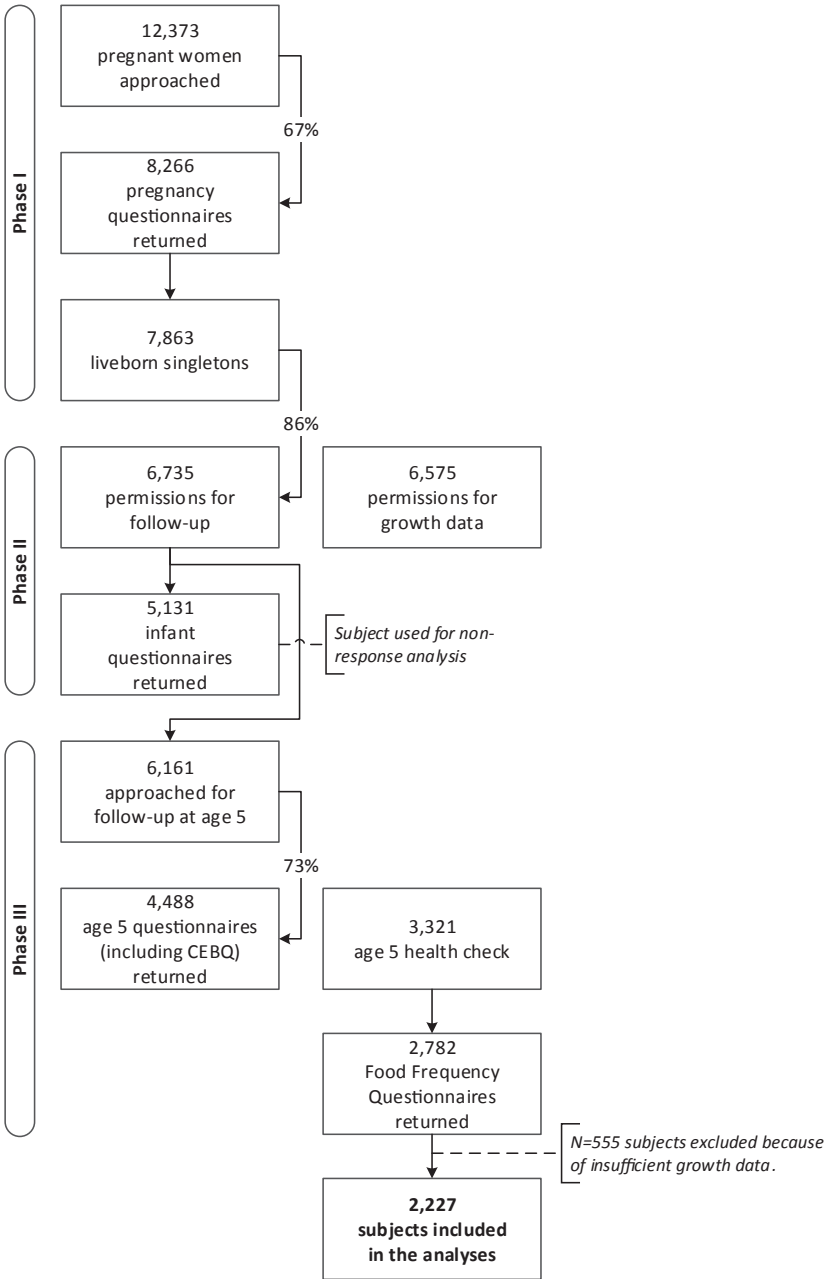 Phase I
12,373
pregnant women
approached
67%
8,266
pregnancy
questionnaires
returned
7,863
liveborn singletons
86%
Phase II
6,735
permissions for
follow-up
6,575
permissions for
growth data
5,131
infant
questionnaires
returned
Subject used for non-
response analysis
Phase III
6,161
approached for
follow-up at age 5
73%
4,488
age 5 questionnaires
(including CEBQ)
returned
3,321
age 5 health check
2,782
Food Frequency
Questionnaires
returned
N=555 subjects excluded because
of insufficient growth data.
2,227
subjects included
in the analyses